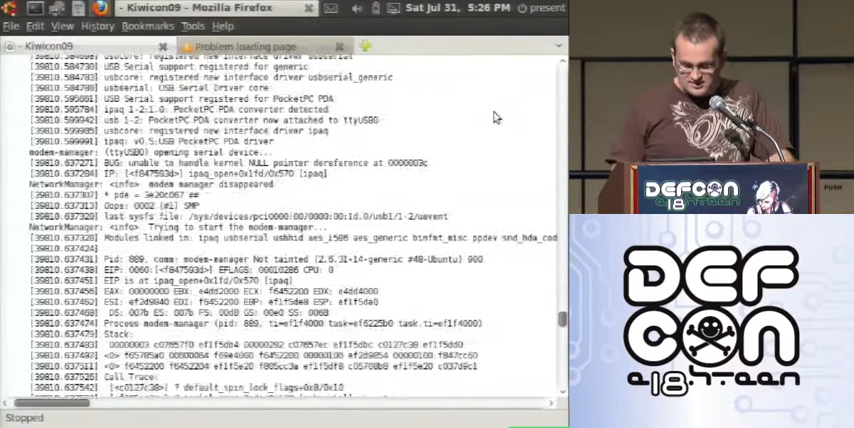 - Kiwicon09 - Mozilla Firefox
Sat Jul 31, 5:26 PM
present
File Edit View History Bookmarks Tools Help
Kiwicon09
Problem loading page
[39810.584730] USB Serial support registered for generic
[39810.584783] usbcore: registered new interface driver usbserial_generic
[39810.584788] usbserial: USB Serial Driver core
[39810.595661] USB Serial support registered for PocketPC PDA
[39810.595784] ipaq 1-2:1.0: PocketPC PDA converter detected
[39810.599942] usb 1-2: PocketPC PDA converter now attached to ttyUSB0
[39810.599985] usbcore: registered new interface driver ipaq
[39810.599991] ipaq: v0.5:USB PocketPC PDA driver
modem-manager: (ttyUSB0) opening serial device...
[39810.637271] BUG: unable to handle kernel NULL pointer dereference at 0000003c
[39810.637284] IP: [<f847593d>] ipaq_open+0x1fd/0x570 [ipaq]
NetworkManager: <info> modem manager disappeared
[39810.637307] * pde = 3e20c067 ##
[39810.637313] Oops: 0002 [#1] SMP
[39810.637320] last sysfs file: /sys/devices/pci0000:00/0000:00:1d.0/usb1/1-2/uevent
NetworkManager: <info> Trying to start the modem-manager...
[39810.637328] Modules linked in: ipaq usbserial usbhid aes_i586 aes_generic binfmt_misc ppdev snd_hda_cod
[39810.637424]
[39810.637431] Pid: 889, comm: modem-manager Not tainted (2.6.31-14-generic #48-Ubuntu) 900
[39810.637441] EIP: 0060:[<f847593d>] EFLAGS: 00010286 CPU: 0
[39810.637451] EIP is at ipaq_open+0x1fd/0x570 [ipaq]
[39810.637456] EAX: 00000000 EBX: e4dd2000 ECX: f6452200 EDX: e4dd4000
[39810.637462] ESI: ef2d9840 EDI: f6452200 EBP: ef1f5de8 ESP: ef1f5da0
[39810.637468] DS: 007b ES: 007b FS: 00d8 GS: 00e0 SS: 0068
[39810.637474] Process modem-manager (pid: 889, ti=ef1f4000 task=ef6225b0 task.ti=ef1f4000)
[39810.637479] Stack:
[39810.637526] Call Trace:
[39810.637542] [<c0127c38>] ? default_spin_lock_flags+0x8/0x10
Stopped
DEFCON
18
PUSH
DEF
CON
18